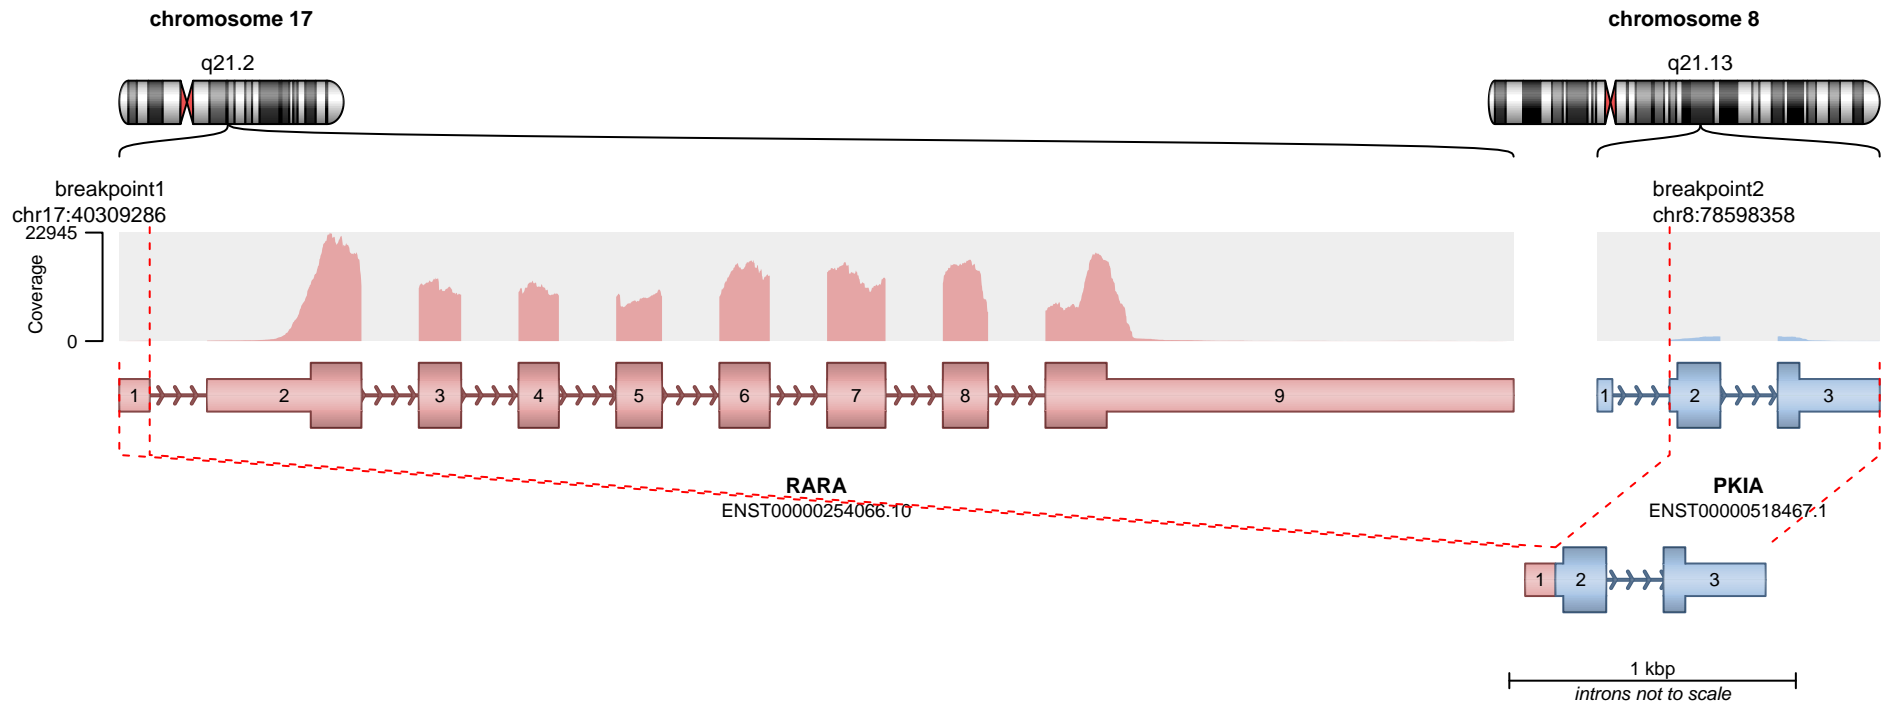 chromosome 17
chromosome 8
q21.2
q21.13
breakpoint1
chr17:40309286
breakpoint2
chr8:78598358
22945
Coverage
0
1
2
3
4
5
6
7
8
9
1
2
3
RARA
ENST00000254066.10
PKIA
ENST00000518467.1
1
2
3
1 kbp
introns not to scale